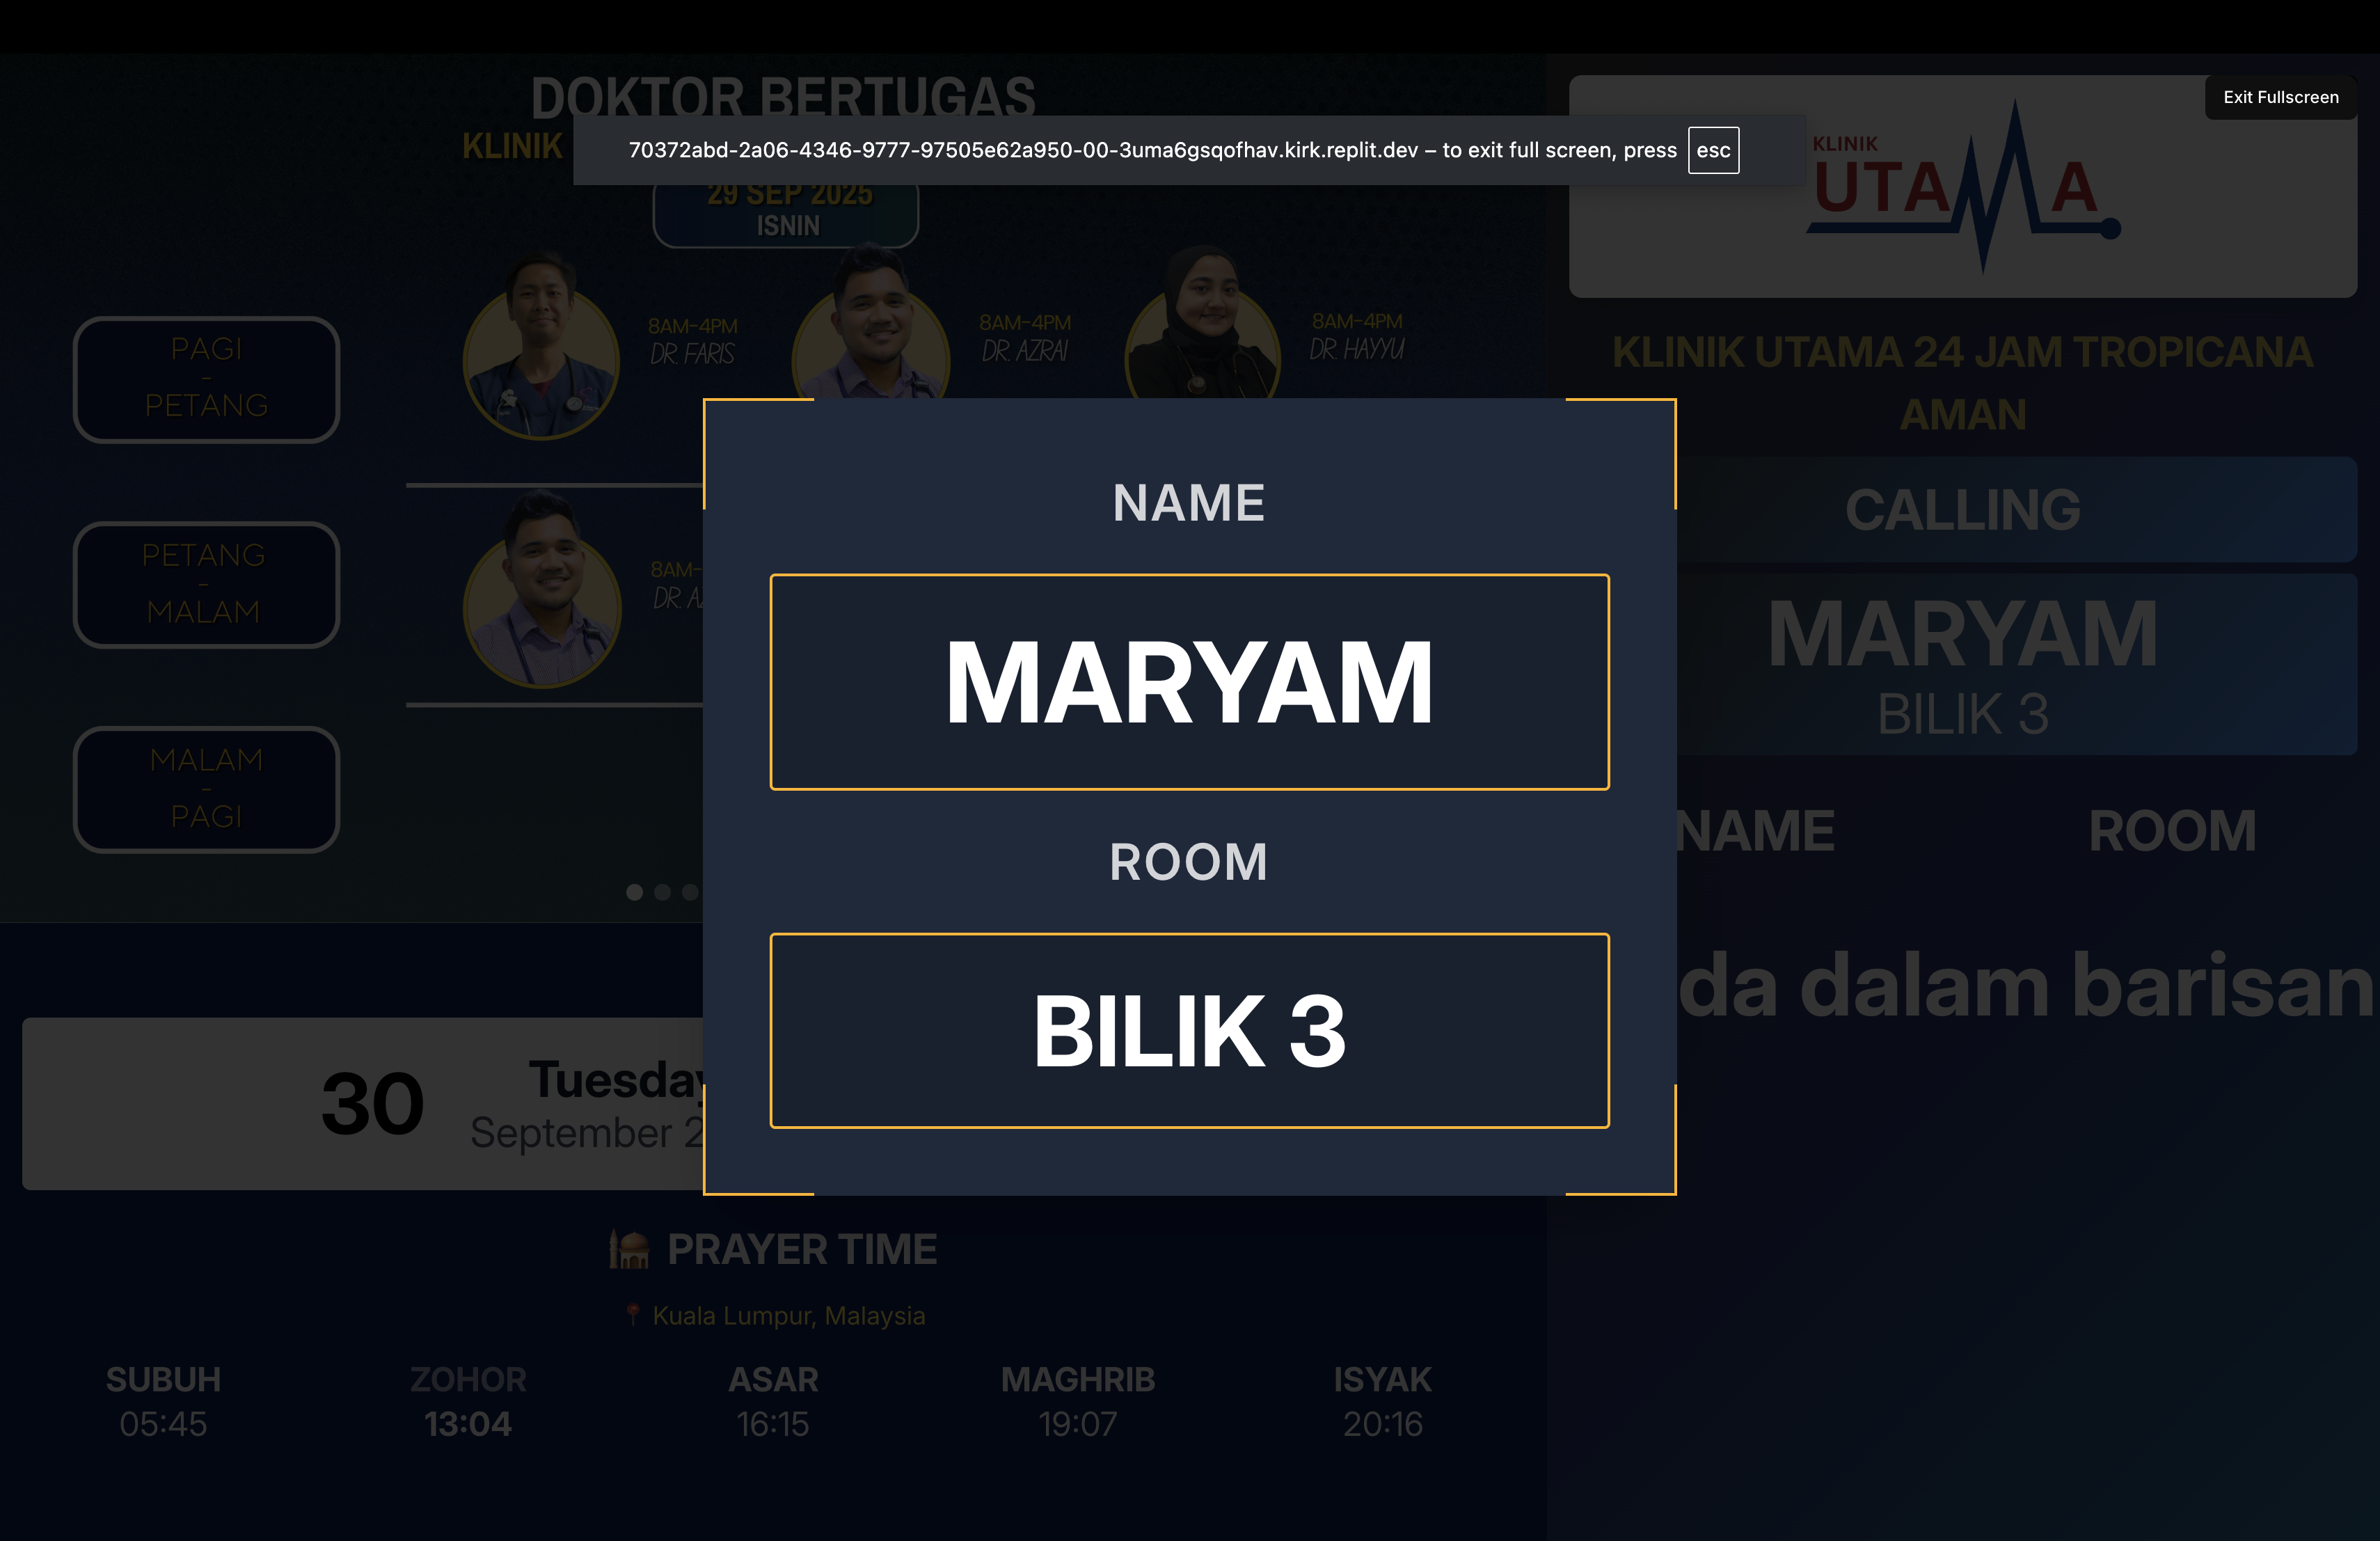 DOKTOR BERTUGAS
KLINIK
70372abd-2a06-4346-9777-97505e62a950-00-3uma6gsqofhav.kirk.replit.dev – to exit full screen, press esc
Exit Fullscreen
29 SEP 2025
ISNIN
PAGI
-
PETANG
8AM-4PM
DR. FARIS
8AM-4PM
DR. AZRAI
8AM-4PM
DR. HAYYU
PETANG
-
MALAM
8AM-
DR. AZ
MALAM
-
PAGI
30
Tuesday
September 2
PRAYER TIME
Kuala Lumpur, Malaysia
SUBUH
05:45
ZOHOR
13:04
ASAR
16:15
MAGHRIB
19:07
ISYAK
20:16
NAME
MARYAM
ROOM
BILIK 3
KLINIK
UTAMA
KLINIK UTAMA 24 JAM TROPICANA
AMAN
CALLING
MARYAM
BILIK 3
NAME ROOM
da dalam barisan